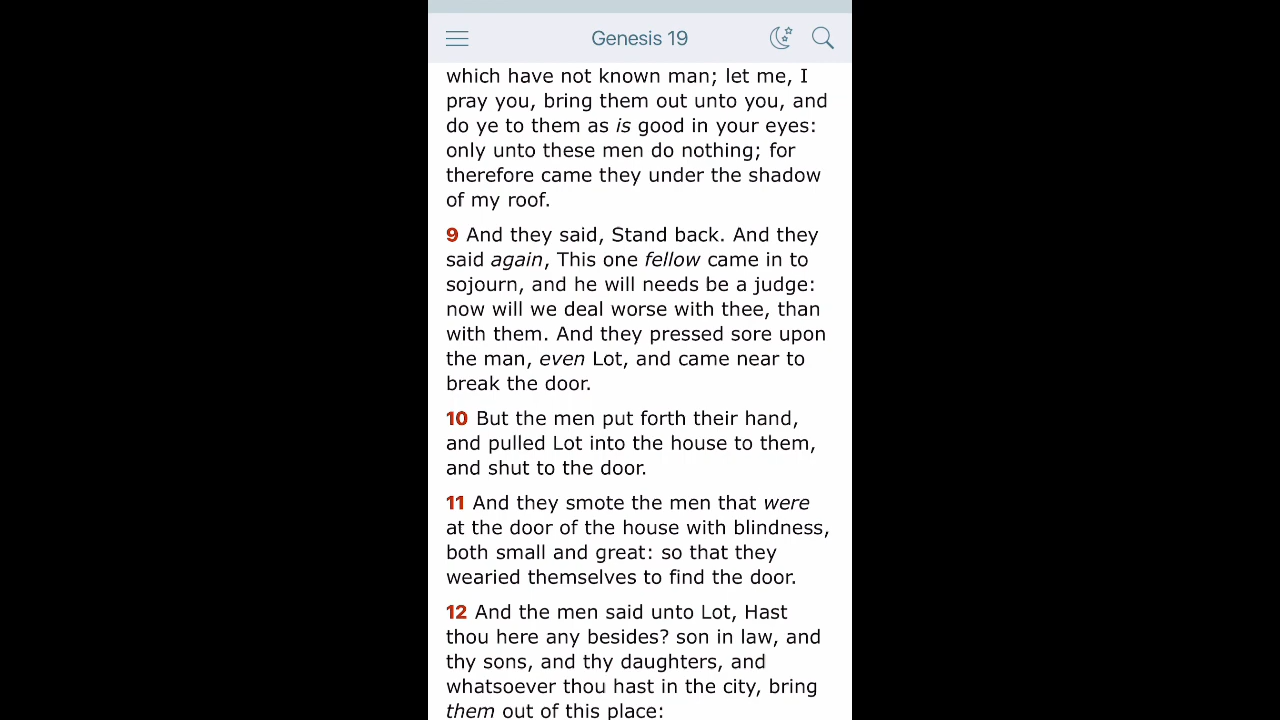 Genesis 19
which have not known man; let me, I
pray you, bring them out unto you, and
do ye to them as is good in your eyes:
only unto these men do nothing; for
therefore came they under the shadow
of my roof.
9 And they said, Stand back. And they
said again, This one fellow came in to
sojourn, and he will needs be a judge:
now will we deal worse with thee, than
with them. And they pressed sore upon
the man, even Lot, and came near to
break the door.
10 But the men put forth their hand,
and pulled Lot into the house to them,
and shut to the door.
11 And they smote the men that were
at the door of the house with blindness,
both small and great: so that they
wearied themselves to find the door.
12 And the men said unto Lot, Hast
thou here any besides? son in law, and
thy sons, and thy daughters, and
whatsoever thou hast in the city, bring
them out of this place: